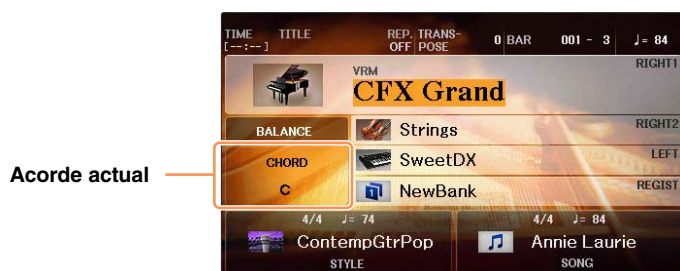 TIME TITLE REP. TRANS- 0 BAR 001 - 3 ♩= 84
[--:--] OFF POSE
RIGHT1
VRM
CFX Grand
BALANCE Strings RIGHT2
Acorde actual
CHORD
C
SweetDX LEFT
NewBank REGIST
4/4 ♩= 74
ContempGtrPop
STYLE
4/4 ♩= 84
Annie Laurie
SONG